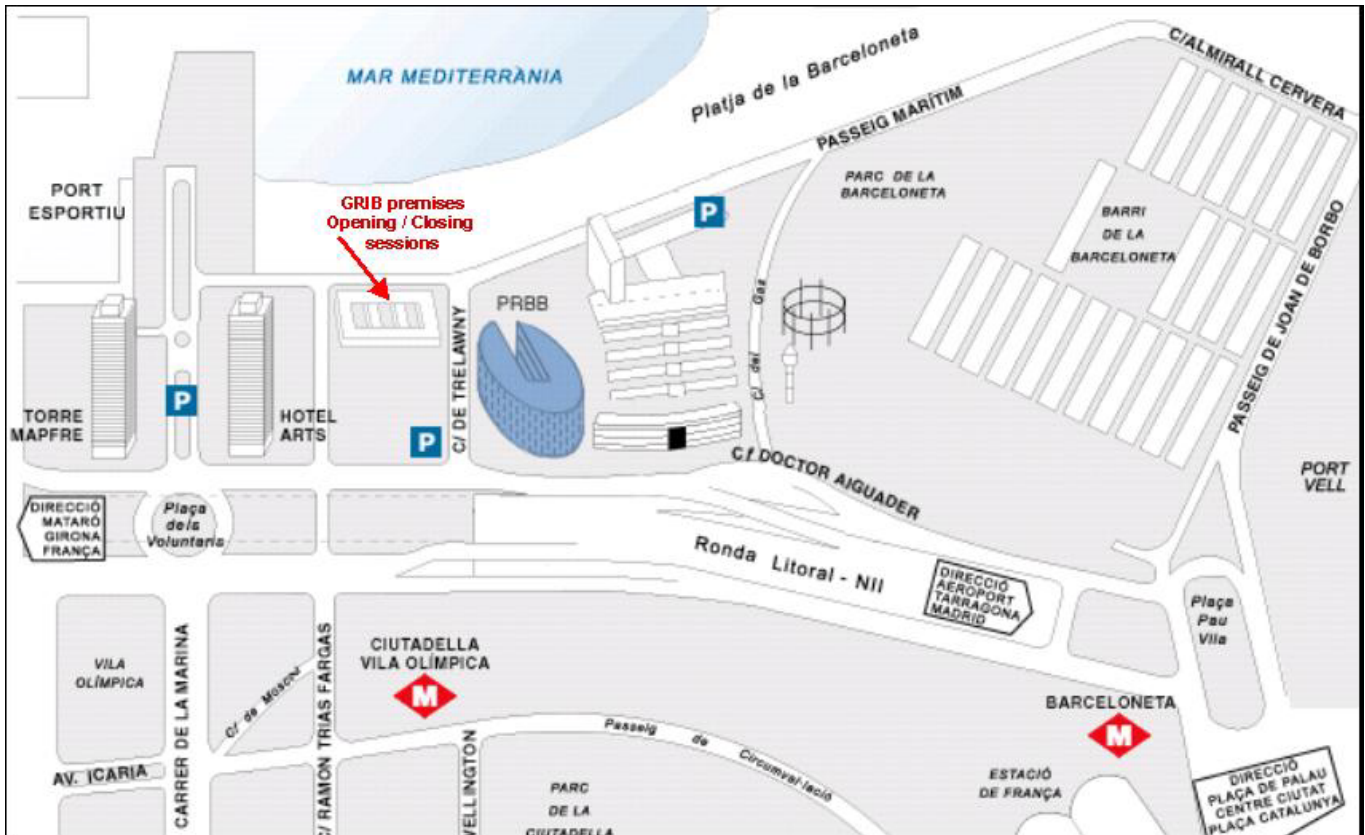 MAR MEDITERRÀNIA
Platja de la Barceloneta
C/ALMIRALL CERVERA
PASSEIG MARÍTIM
PARC DE LA
BARCELONETA
PORT
ESPORTIU
GRIB premises
Opening / Closing
sessions
P
BARRI
DE LA
BARCELONETA
PASSEIG DE JOAN DE BORBO
PRBB
C/ DE TRELAWNY
C/ del Gas
P
TORRE
MAPFRE
HOTEL
ARTS
P
C/ DOCTOR AIGUADER
PORT
VELL
DIRECCIÓ
MATARÓ
GIRONA
FRANÇA
Plaça
dels
Voluntaris
Ronda Litoral - NII
DIRECCIÓ
AEROPORT
TARRAGONA
MADRID
Plaça
Pau
Vila
VILA
OLÍMPICA
CARRER DE LA MARINA
C/ RAMON TRIAS FARGAS
CIUTADELLA
VILA OLÍMPICA
M
BARCELONETA
M
Passeig de Circumval·lació
AV. ICARIA
WELLINGTON
PARC
DE LA
CIUTADELLA
ESTACIÓ
DE FRANÇA
DIRECCIÓ
PLAÇA DE PALAU
CENTRE CIUTAT
PLAÇA CATALUNYA